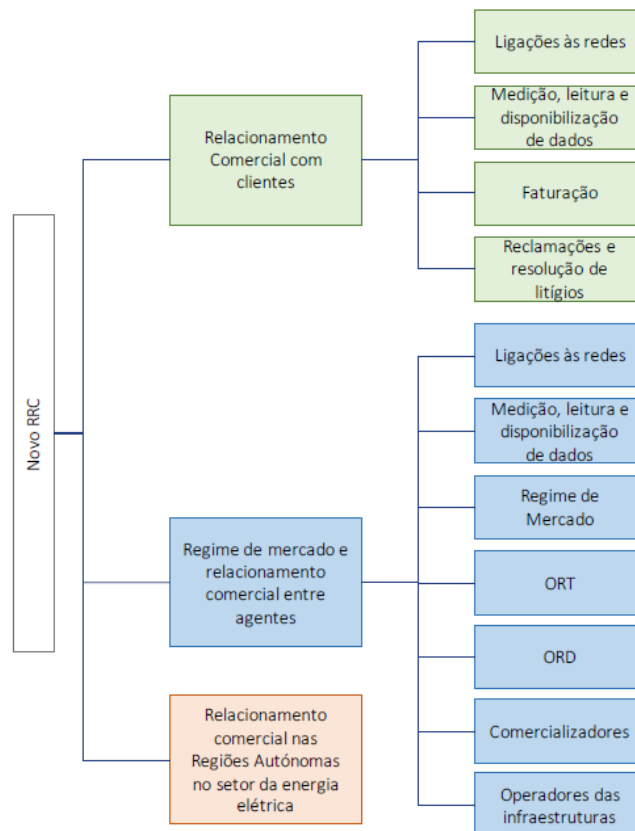 Novo RRC
Relacionamento
Comercial com
clientes
Ligações às redes
Medição, leitura e
disponibilização
de dados
Faturação
Reclamações e
resolução de
litígios
Regime de mercado e
relacionamento
comercial entre
agentes
Ligações às redes
Medição, leitura e
disponibilização
de dados
Regime de
Mercado
ORT
ORD
Comercializadores
Operadores das
infraestruturas
Relacionamento
comercial nas
Regiões Autónomas
no setor da energia
elétrica